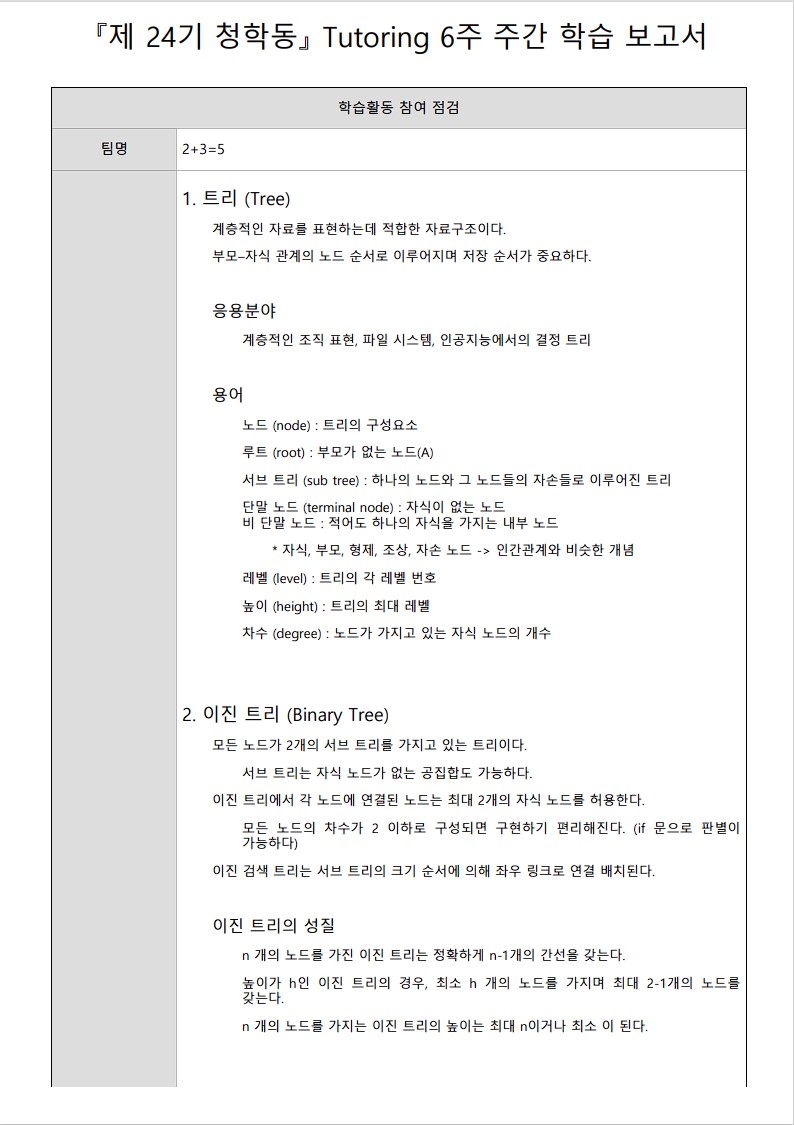 『제 24기 청학동』 Tutoring 6주 주간 학습 보고서
학습활동 참여 점검
팀명
2+3=5
1. 트리 (Tree)
계층적인 자료를 표현하는데 적합한 자료구조이다.
부모–자식 관계의 노드 순서로 이루어지며 저장 순서가 중요하다.
응용분야
계층적인 조직 표현, 파일 시스템, 인공지능에서의 결정 트리
용어
노드 (node) : 트리의 구성요소
루트 (root) : 부모가 없는 노드(A)
서브 트리 (sub tree) : 하나의 노드와 그 노드들의 자손들로 이루어진 트리
단말 노드 (terminal node) : 자식이 없는 노드
비 단말 노드 : 적어도 하나의 자식을 가지는 내부 노드
* 자식, 부모, 형제, 조상, 자손 노드 -> 인간관계와 비슷한 개념
레벨 (level) : 트리의 각 레벨 번호
높이 (height) : 트리의 최대 레벨
차수 (degree) : 노드가 가지고 있는 자식 노드의 개수
2. 이진 트리 (Binary Tree)
모든 노드가 2개의 서브 트리를 가지고 있는 트리이다.
서브 트리는 자식 노드가 없는 공집합도 가능하다.
이진 트리에서 각 노드에 연결된 노드는 최대 2개의 자식 노드를 허용한다.
모든 노드의 차수가 2 이하로 구성되면 구현하기 편리해진다. (if 문으로 판별이
가능하다)
이진 검색 트리는 서브 트리의 크기 순서에 의해 좌우 링크로 연결 배치된다.
이진 트리의 성질
n 개의 노드를 가진 이진 트리는 정확하게 n-1개의 간선을 갖는다.
높이가 h인 이진 트리의 경우, 최소 h 개의 노드를 가지며 최대 2-1개의 노드를
갖는다.
n 개의 노드를 가지는 이진 트리의 높이는 최대 n이거나 최소 이 된다.